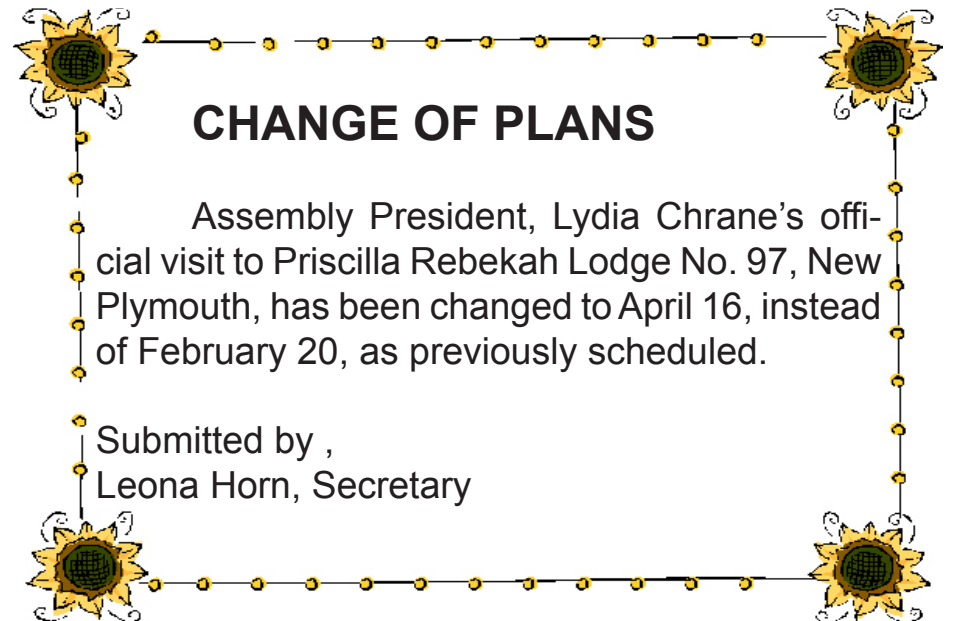 CHANGE OF PLANS
Assembly President, Lydia Chrane’s offi-
cial visit to Priscilla Rebekah Lodge No. 97, New
Plymouth, has been changed to April 16, instead
of February 20, as previously scheduled.
Submitted by ,
Leona Horn, Secretary